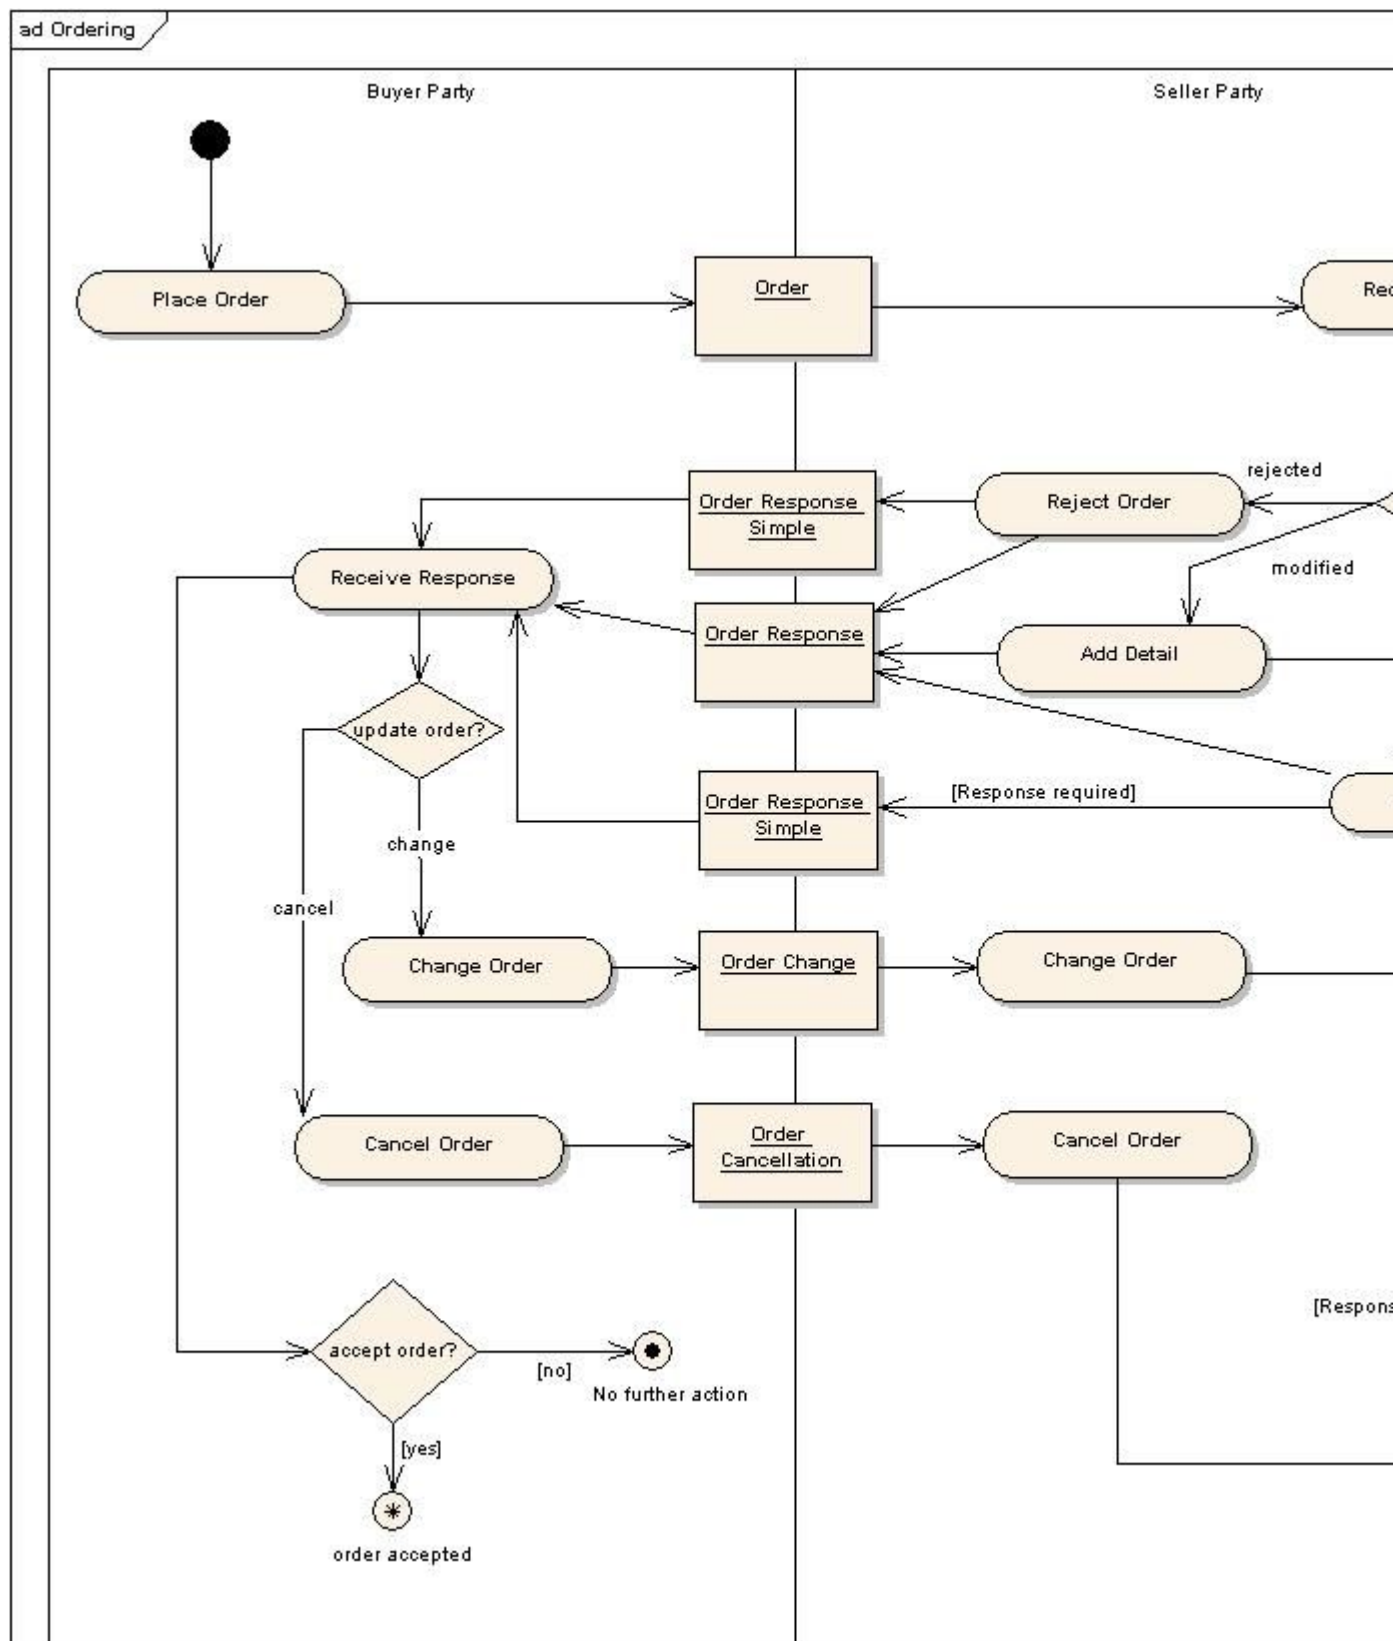 ad Ordering
Buyer Party
Seller Party
Place Order
Order
Rec
rejected
Order Response
Simple
Reject Order
modified
Receive Response
Order Response
Add Detail
update order?
[Response required]
Order Response
Simple
change
cancel
Change Order
Order Change
Change Order
Cancel Order
Order
Cancellation
Cancel Order
[Respons
accept order?
[no]
No further action
[yes]
order accepted